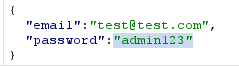 {
"email":"test@test.com",
"password":"admin123"
}